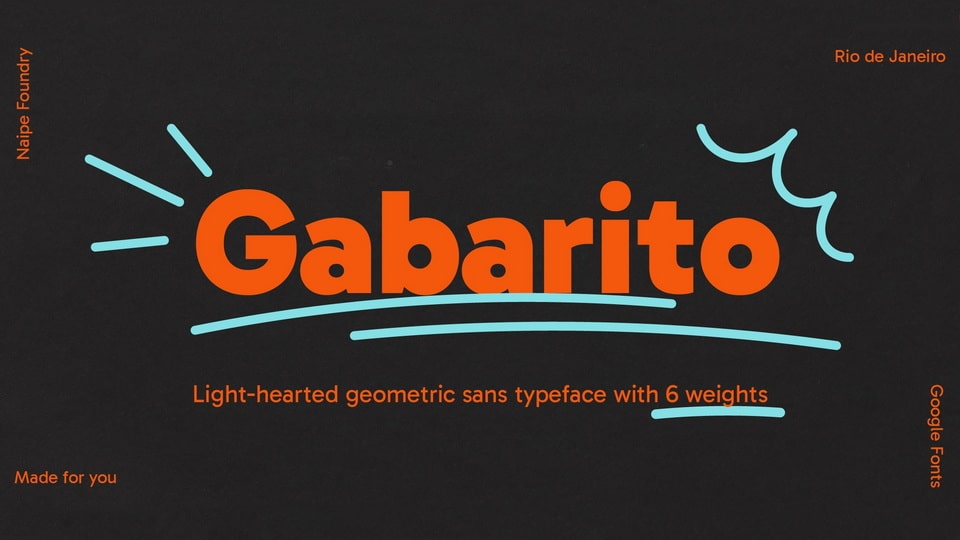 Naipe Foundry
Rio de Janeiro
Gabarito
Light-hearted geometric sans typeface with 6 weights
Made for you
Google Fonts